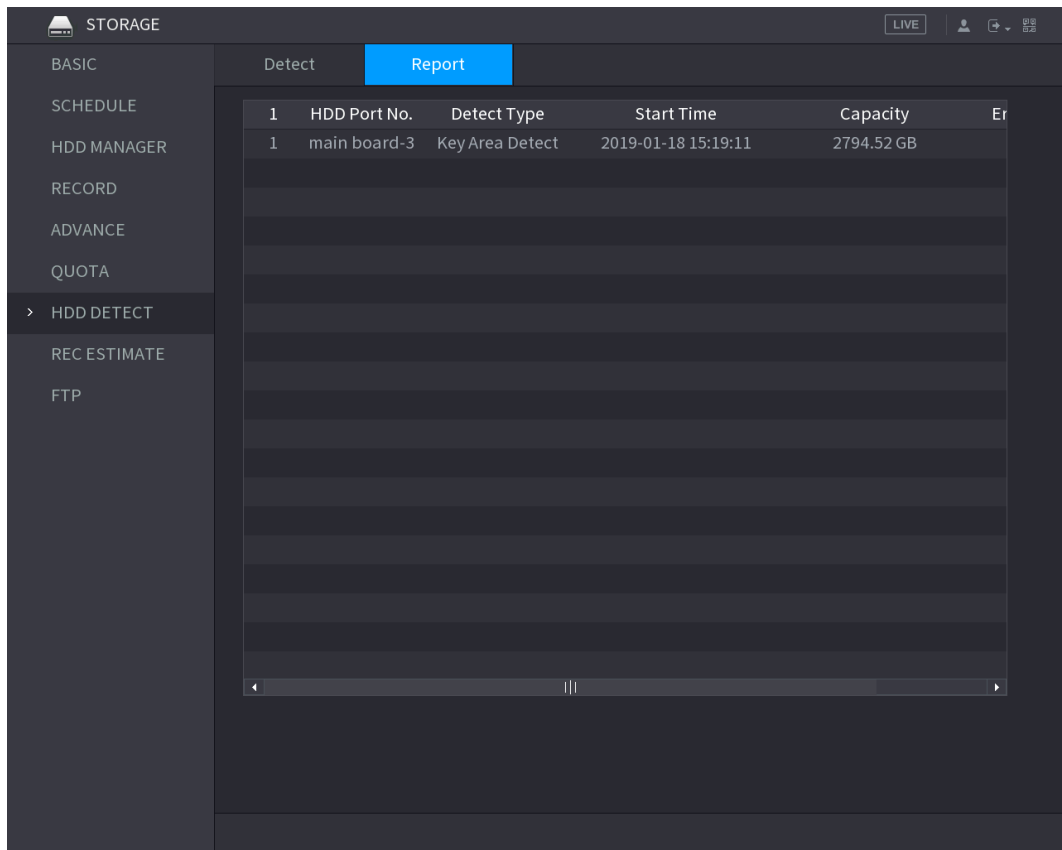 STORAGE
LIVE
BASIC
SCHEDULE
HDD MANAGER
RECORD
ADVANCE
QUOTA
HDD DETECT
REC ESTIMATE
FTP
Detect Report
1 HDD Port No. Detect Type Start Time Capacity Er
1 main board-3 Key Area Detect 2019-01-18 15:19:11 2794.52 GB